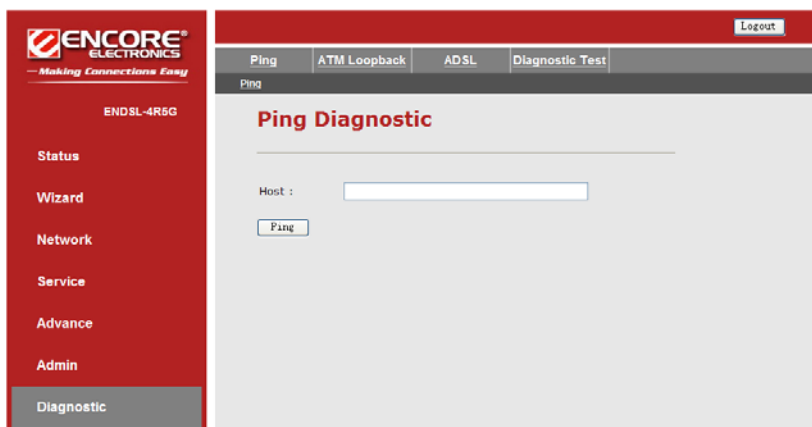 ENCORE®
ELECTRONICS
Making Connections Easy
ENDSL-4R5G
Status
Wizard
Network
Service
Advance
Admin
Diagnostic
Logout
Ping ATM Loopback ADSL Diagnostic Test
Ping
Ping Diagnostic
Host :
Ping